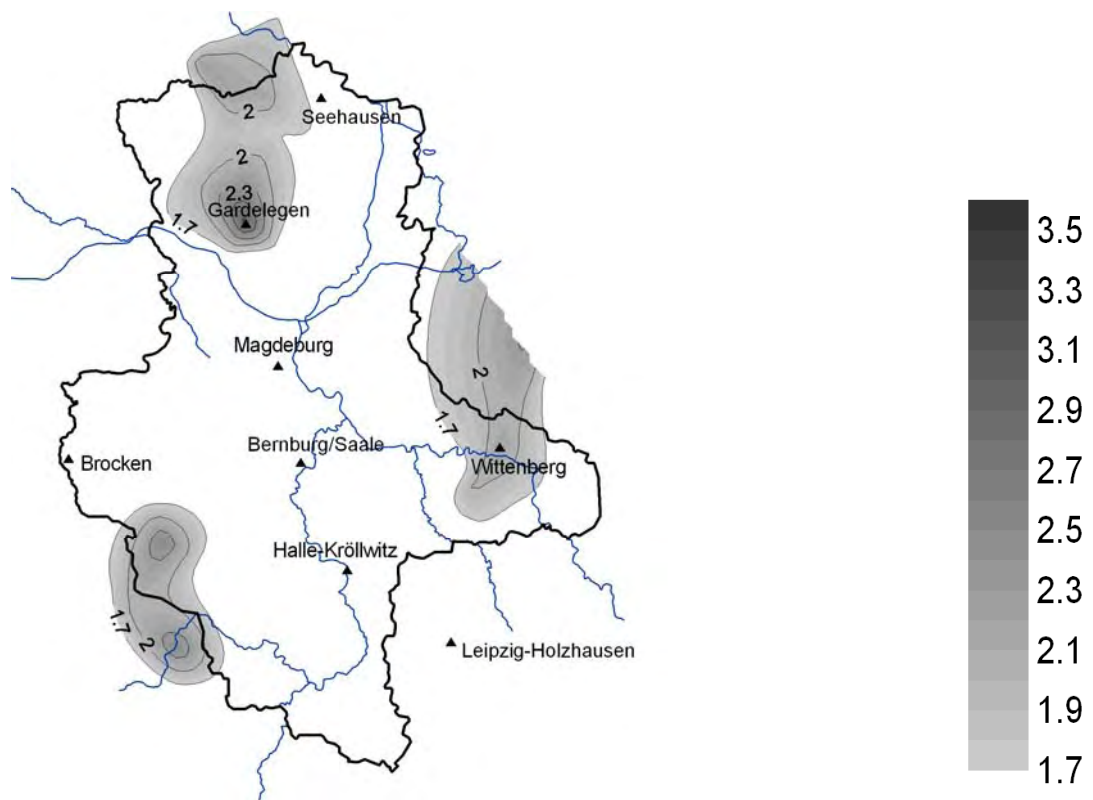 2
Seehausen
2
2.3
Gardelegen
1.7
Magdeburg
2
1.7
Bernburg/Saale
Brocken
Wittenberg
Halle-Kröllwitz
1.7
2
Leipzig-Holzhausen
3.5
3.3
3.1
2.9
2.7
2.5
2.3
2.1
1.9
1.7